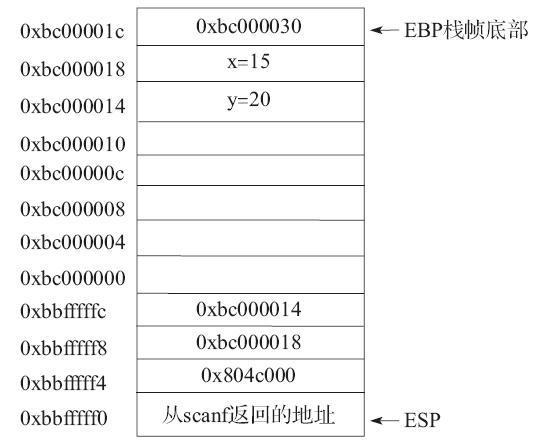 0xbc00001c 0xbc000030 EBP栈帧底部
0xbc000018 x=15
0xbc000014 y=20
0xbc000010
0xbc00000c
0xbc000008
0xbc000004
0xbc000000
0xbbfffffc 0xbc000014
0xbbfffff8 0xbc000018
0xbbfffff4 0x804c000
0xbbfffff0 从scanf返回的地址 ESP